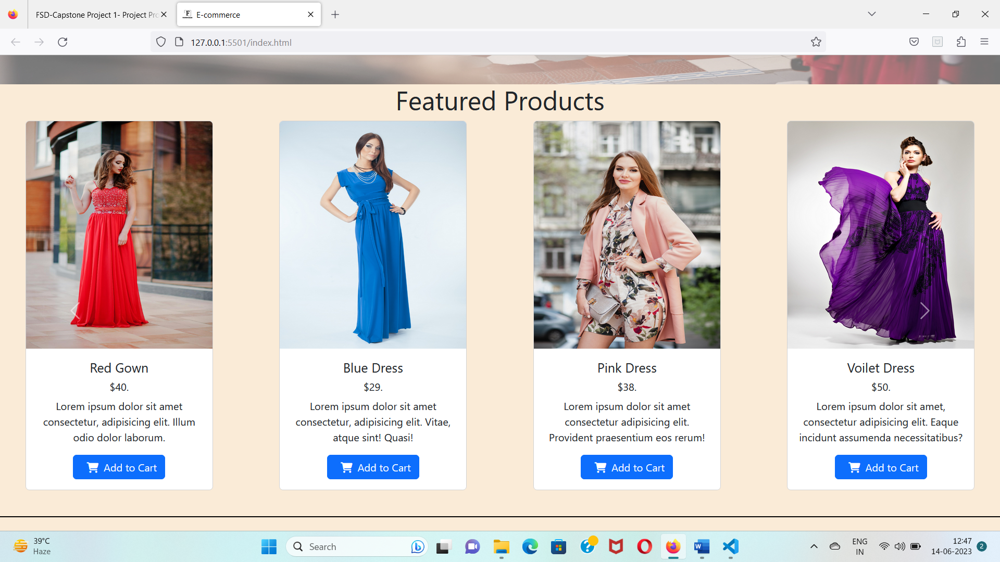 FSD-Capstone Project 1- Project Pro
E-commerce
127.0.0.1:5501/index.html
Featured Products
Red Gown
$40.
Lorem ipsum dolor sit amet
consectetur, adipisicing elit. Illum
odio dolor laborum.
Add to Cart
Blue Dress
$29.
Lorem ipsum dolor sit amet
consectetur, adipisicing elit. Vitae,
atque sint! Quasi!
Add to Cart
Pink Dress
$38.
Lorem ipsum dolor sit amet
consectetur adipisicing elit.
Provident praesentium eos rerum!
Add to Cart
Voilet Dress
$50.
Lorem ipsum dolor sit amet,
consectetur adipisicing elit. Eaque
incidunt assumenda necessitatibus?
Add to Cart
39°C
Haze
Search
ENG
IN
12:47
14-06-2023
2